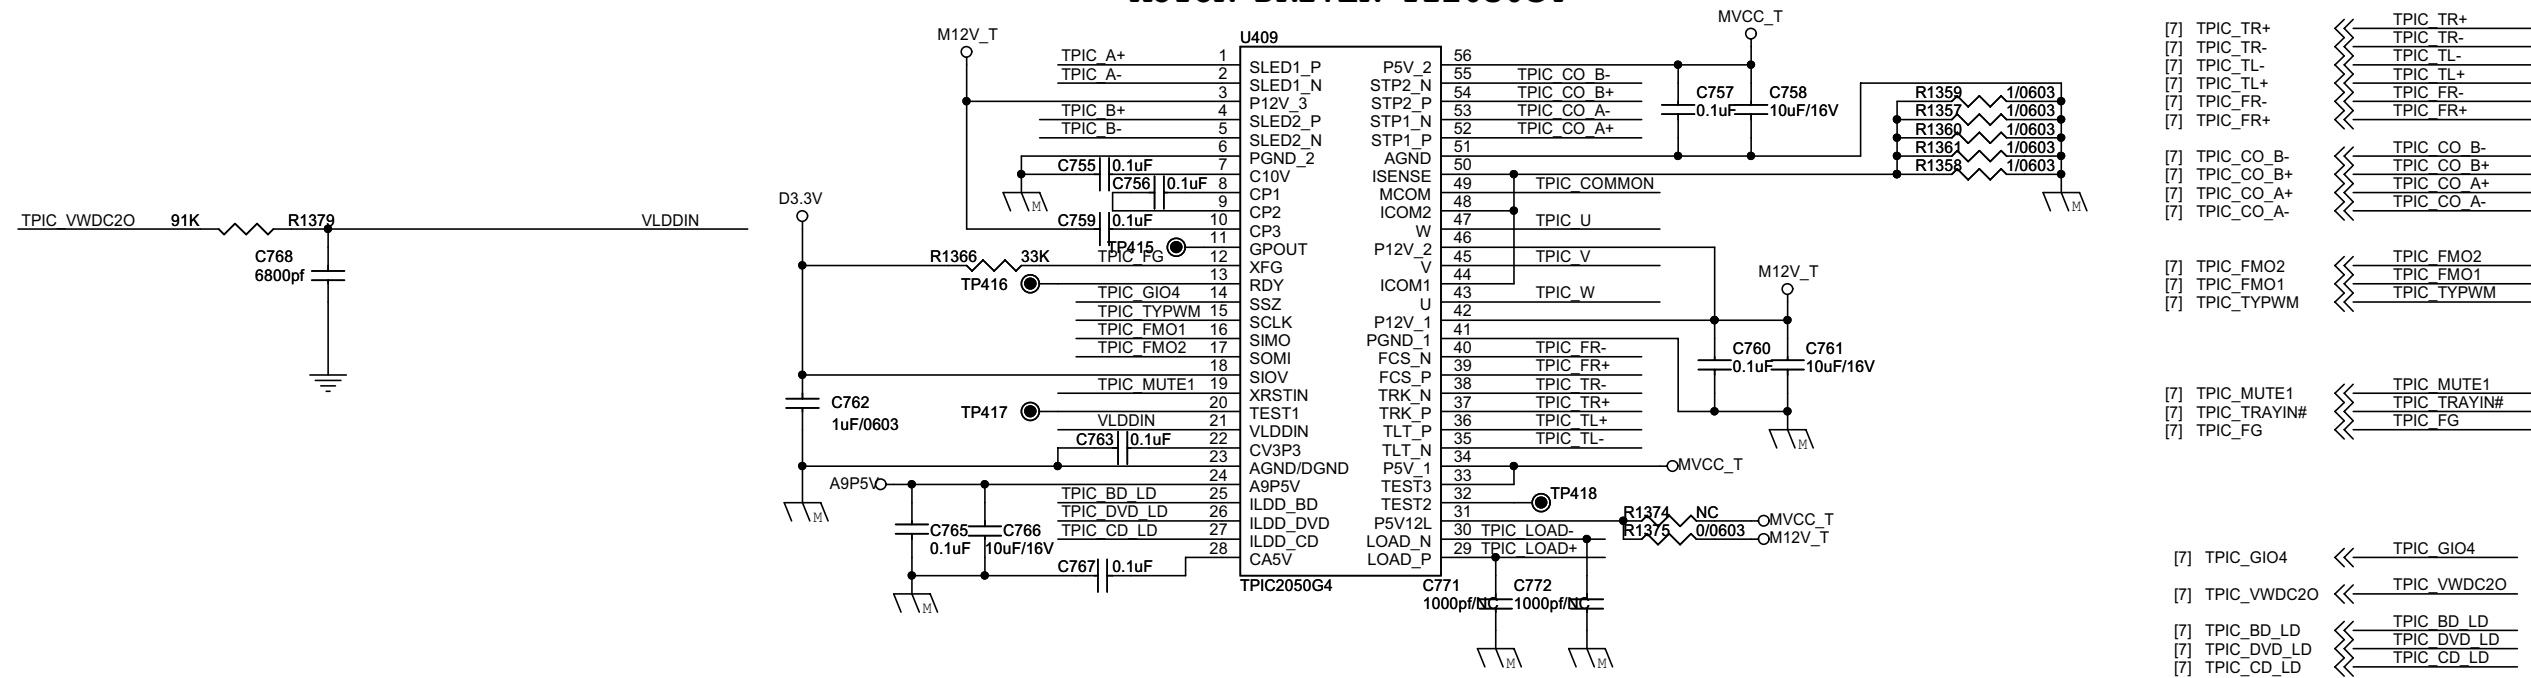 M12V_T
U409
MVCC_T
TPIC_A+ 1 SLED1_P
TPIC_A- 2 SLED1_N
3 P12V_3
TPIC_B+ 4 SLED2_P
TPIC_B- 5 SLED2_N
6 PGND_2
C755 0.1uF 7 C10V
C756 0.1uF 8 CP1
9 CP2
C759 0.1uF 10 CP3
TP415 11 GPOUT
R1366 33K TPIC_FG 12 XFG
TP416 13 RDY
TPIC_GIO4 14 SSZ
TPIC_TYPWM 15 SCLK
TPIC_FMO1 16 SIMO
TPIC_FMO2 17 SOMI
18 SIOV
TPIC_MUTE1 19 XRSTIN
TP417 20 TEST1
VLDDIN 21 VLDDIN
C763 0.1uF 22 CV3P3
23 AGND/DGND
A9P5V 24 A9P5V
TPIC_BD_LD 25 ILDD_BD
TPIC_DVD_LD 26 ILDD_DVD
TPIC_CD_LD 27 ILDD_CD
C767 0.1uF 28 CA5V
TPIC2050G4
D3.3V
TPIC_VWDC2O 91K R1379 VLDDIN
C768
6800pf
C762
1uF/0603
M
M
C765
0.1uF
C766
10uF/16V
M
P5V_2 56
STP2_N 55 TPIC_CO_B-
STP2_P 54 TPIC_CO_B+
STP1_N 53 TPIC_CO_A-
STP1_P 52 TPIC_CO_A+
AGND 51
ISENSE 50
MCOM 49 TPIC_COMMON
ICOM2 48
W 47 TPIC_U
P12V_2 46
V 45 TPIC_V
ICOM1 44
U 43 TPIC_W
P12V_1 42
PGND_1 41
FCS_N 40 TPIC_FR-
FCS_P 39 TPIC_FR+
TRK_N 38 TPIC_TR-
TRK_P 37 TPIC_TR+
TLT_P 36 TPIC_TL+
TLT_N 35 TPIC_TL-
P5V_1 34 MVCC_T
TEST3 33
TEST2 32 TP418
P5V12L 31
LOAD_N 30 TPIC_LOAD-
LOAD_P 29 TPIC_LOAD+
C757
0.1uF
C758
10uF/16V
R1359 1/0603
R1357 1/0603
R1360 1/0603
R1361 1/0603
R1358 1/0603
M
M12V_T
C760
0.1uF
C761
10uF/16V
M
R1374 NC MVCC_T
R1375 0/0603 M12V_T
C771
1000pf/NC
C772
1000pf/NC
M
M
[7] TPIC_TR+ TPIC_TR+
[7] TPIC_TR- TPIC_TR-
[7] TPIC_TL- TPIC_TL-
[7] TPIC_TL+ TPIC_TL+
[7] TPIC_FR- TPIC_FR-
[7] TPIC_FR+ TPIC_FR+
[7] TPIC_CO_B- TPIC_CO_B-
[7] TPIC_CO_B+ TPIC_CO_B+
[7] TPIC_CO_A+ TPIC_CO_A+
[7] TPIC_CO_A- TPIC_CO_A-
[7] TPIC_FMO2 TPIC_FMO2
[7] TPIC_FMO1 TPIC_FMO1
[7] TPIC_TYPWM TPIC_TYPWM
[7] TPIC_MUTE1 TPIC_MUTE1
[7] TPIC_TRAYIN# TPIC_TRAYIN#
[7] TPIC_FG TPIC_FG
[7] TPIC_GIO4 TPIC_GIO4
[7] TPIC_VWDC2O TPIC_VWDC2O
[7] TPIC_BD_LD TPIC_BD_LD
[7] TPIC_DVD_LD TPIC_DVD_LD
[7] TPIC_CD_LD TPIC_CD_LD